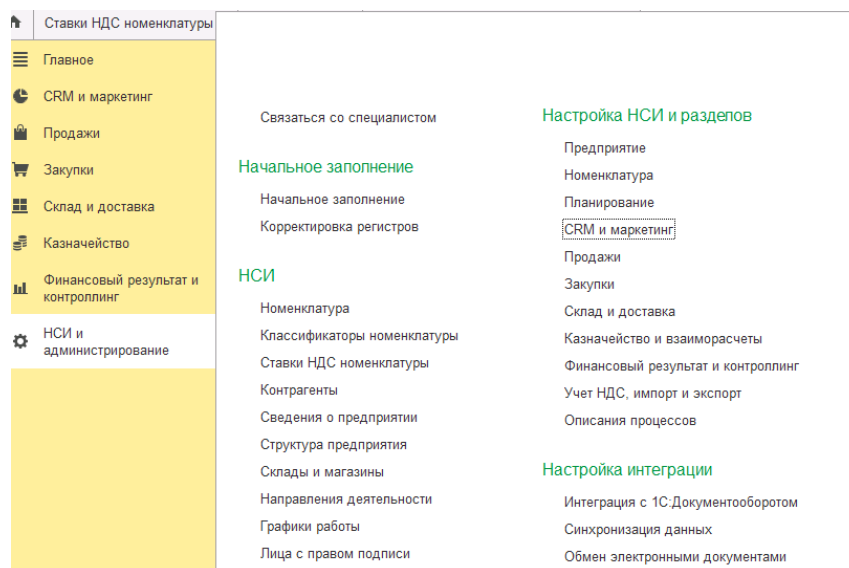 Ставки НДС номенклатуры
Главное
CRM и маркетинг
Продажи
Закупки
Склад и доставка
Казначейство
Финансовый результат и
контроллинг
НСИ и
администрирование
Связаться со специалистом
Начальное заполнение
Начальное заполнение
Корректировка регистров
НСИ
Номенклатура
Классификаторы номенклатуры
Ставки НДС номенклатуры
Контрагенты
Сведения о предприятии
Структура предприятия
Склады и магазины
Направления деятельности
Графики работы
Лица с правом подписи
Настройка НСИ и разделов
Предприятие
Номенклатура
Планирование
CRM и маркетинг
Продажи
Закупки
Склад и доставка
Казначейство и взаиморасчеты
Финансовый результат и контроллинг
Учет НДС, импорт и экспорт
Описания процессов
Настройка интеграции
Интеграция с 1С:Документооборотом
Синхронизация данных
Обмен электронными документами